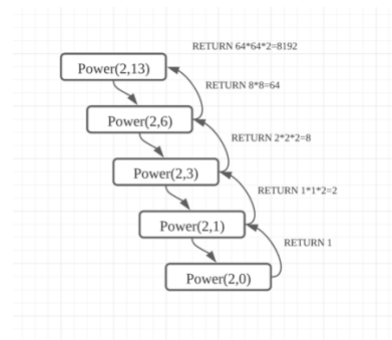 RETURN 64*64*2=8192
Power(2,13)
RETURN 8*8=64
Power(2,6)
RETURN 2*2*2=8
Power(2,3)
RETURN 1*1*2=2
Power(2,1)
RETURN 1
Power(2,0)